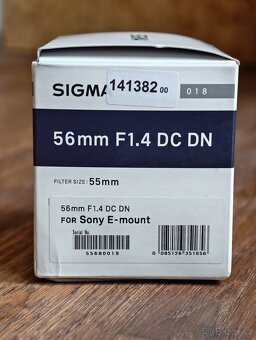 SIGMA
141382 00
018
56mm F1.4 DC DN
FILTER SIZE: 55mm
56mm F1.4 DC DN
FOR Sony E-mount
Serial No.
55680019
0 085126 351656